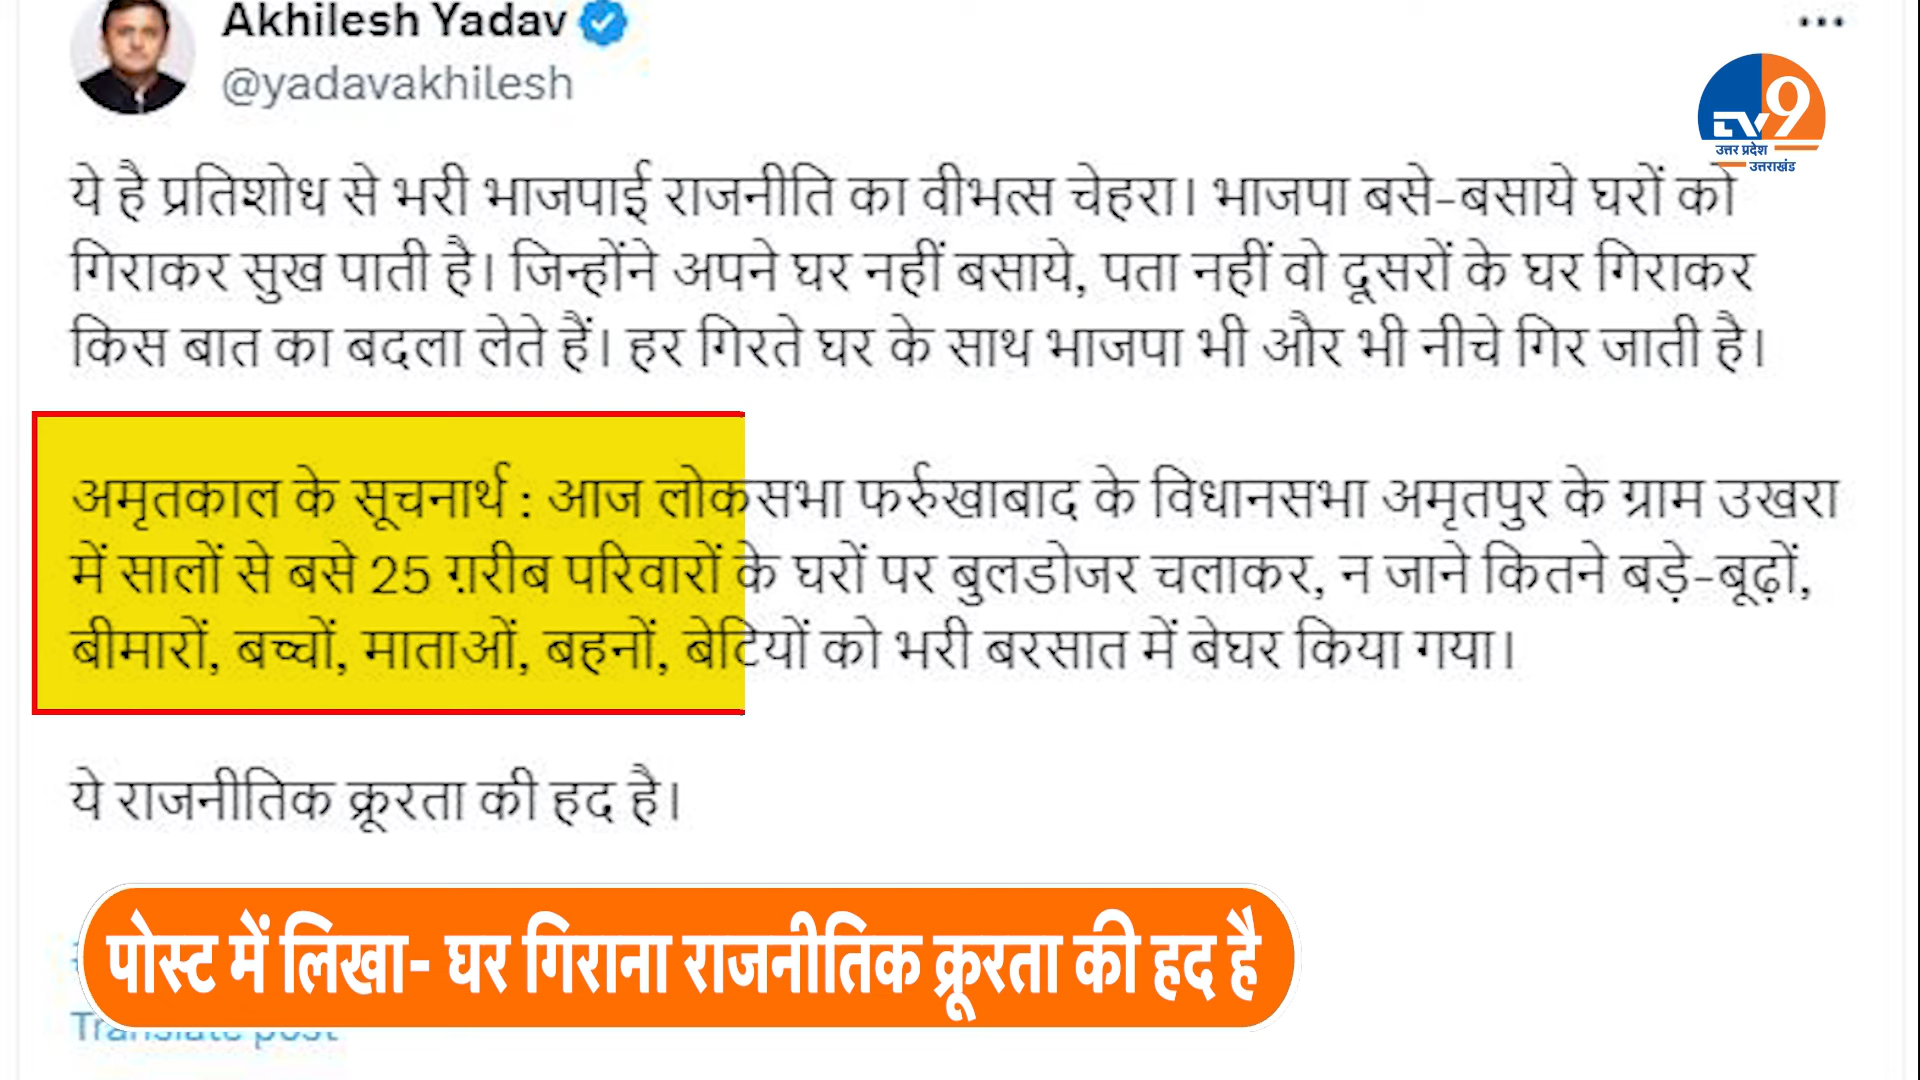 Akhilesh Yadav
@yadavakhilesh
TV9
उत्तर प्रदेश
उत्तराखंड
ये है प्रतिशोध से भरी भाजपाई राजनीति का वीभत्स चेहरा। भाजपा बसे-बसाये घरों को
गिराकर सुख पाती है। जिन्होंने अपने घर नहीं बसाये, पता नहीं वो दूसरों के घर गिराकर
किस बात का बदला लेते हैं। हर गिरते घर के साथ भाजपा भी और भी नीचे गिर जाती है।
अमृतकाल के सूचनार्थ : आज लोकसभा फर्रुखाबाद के विधानसभा अमृतपुर के ग्राम उखरा
में सालों से बसे 25 ग़रीब परिवारों के घरों पर बुलडोजर चलाकर, न जाने कितने बड़े-बूढ़ों,
बीमारों, बच्चों, माताओं, बहनों, बेटियों को भरी बरसात में बेघर किया गया।
ये राजनीतिक क्रूरता की हद है।
पोस्ट में लिखा- घर गिराना राजनीतिक क्रूरता की हद है
Translate post